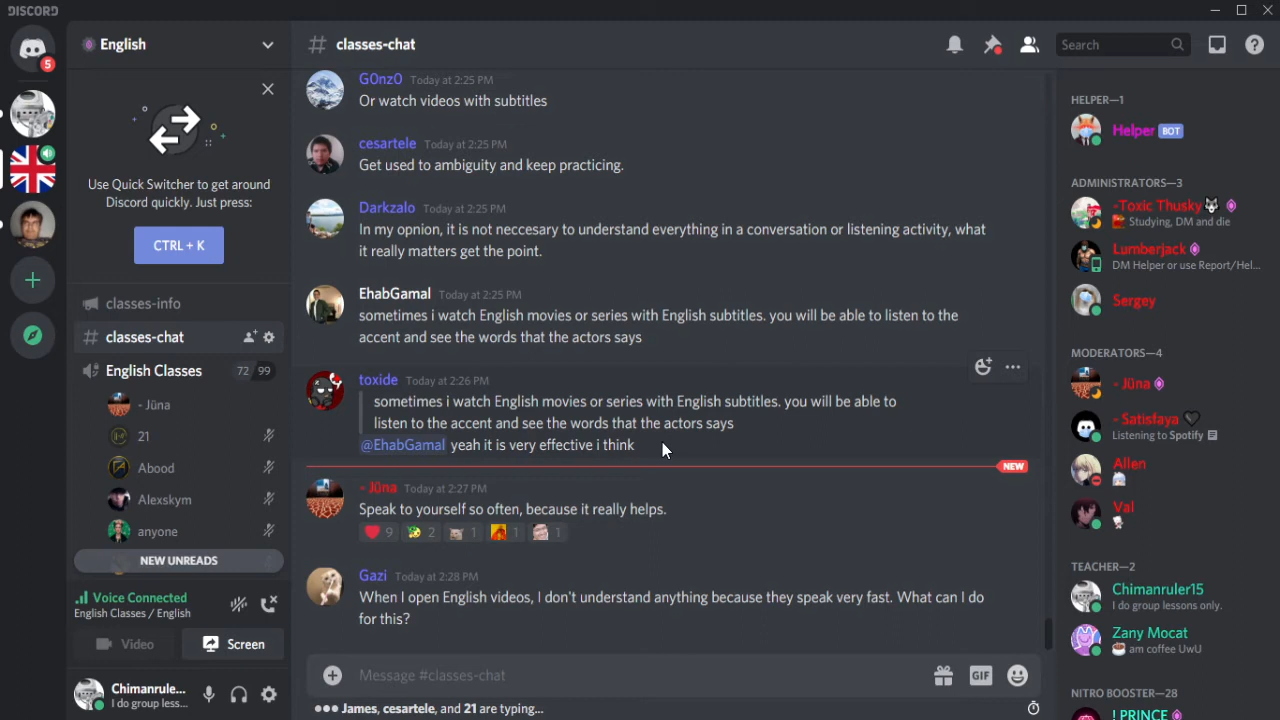 DISCORD
5
English
Use Quick Switcher to get around
Discord quickly. Just press:
CTRL + K
classes-info
classes-chat
English Classes 72 99
- Jūna
21
Abood
Alexskym
anyone
NEW UNREADS
Voice Connected
English Classes / English
Video
Screen
Chimanrule...
I do group less...
# classes-chat
Search
G0nzO Today at 2:25 PM
Or watch videos with subtitles
cesartele Today at 2:25 PM
Get used to ambiguity and keep practicing.
Darkzalo Today at 2:25 PM
In my opnion, it is not neccesary to understand everything in a conversation or listening activity, what
it really matters get the point.
EhabGamal Today at 2:25 PM
sometimes i watch English movies or series with English subtitles. you will be able to listen to the
accent and see the words that the actors says
toxide Today at 2:26 PM
sometimes i watch English movies or series with English subtitles. you will be able to
listen to the accent and see the words that the actors says
@EhabGamal yeah it is very effective i think
NEW
- Jūna Today at 2:27 PM
Speak to yourself so often, because it really helps.
9 2 1 1 1
Gazi Today at 2:28 PM
When I open English videos, I don't understand anything because they speak very fast. What can I do
for this?
Message #classes-chat
GIF
James, cesartele, and 21 are typing...
HELPER—1
Helper BOT
ADMINISTRATORS—3
-Toxic Thusky
Studying, DM and die
Lumberjack
DM Helper or use Report/Hel...
Sergey
MODERATORS—4
- Jūna
- Satisfaya
Listening to Spotify
Allen
Val
TEACHER—2
Chimanruler15
I do group lessons only.
Zany Mocat
am coffee UwU
NITRO BOOSTER—28
! PRINCE